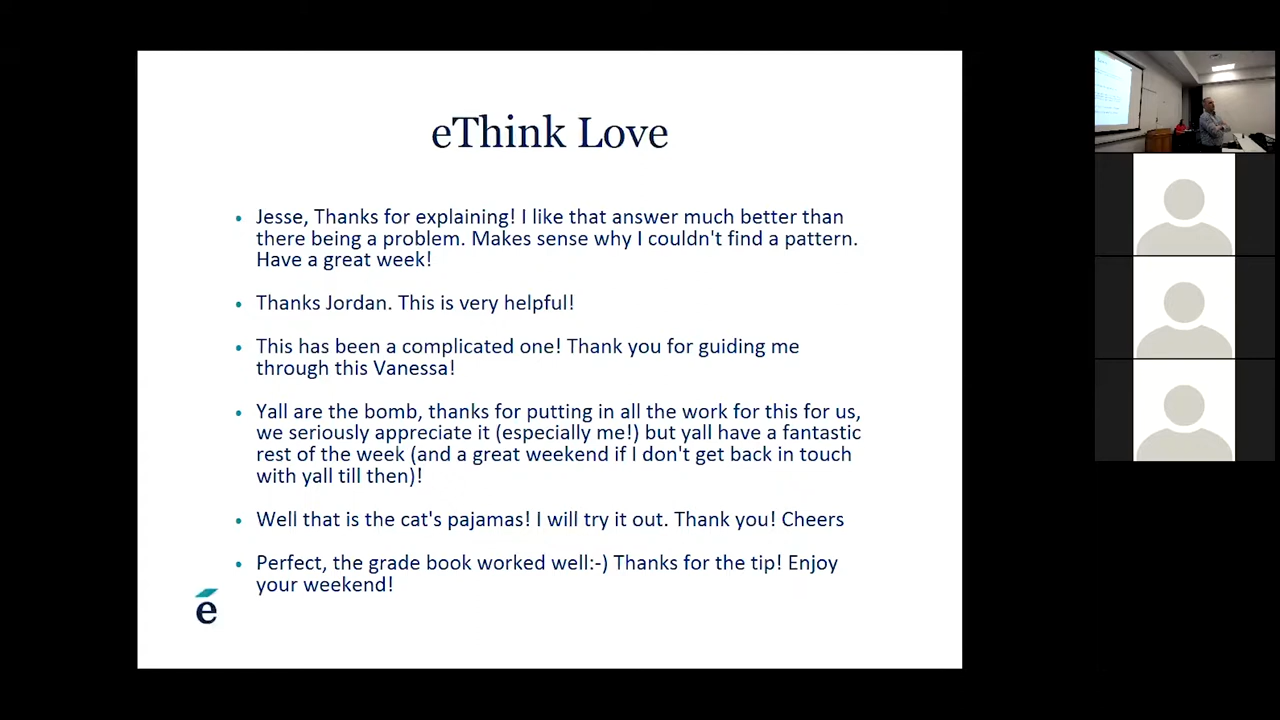 eThink Love
• Jesse, Thanks for explaining! I like that answer much better than
there being a problem. Makes sense why I couldn't find a pattern.
Have a great week!
• Thanks Jordan. This is very helpful!
• This has been a complicated one! Thank you for guiding me
through this Vanessa!
• Yall are the bomb, thanks for putting in all the work for this for us,
we seriously appreciate it (especially me!) but yall have a fantastic
rest of the week (and a great weekend if I don't get back in touch
with yall till then)!
• Well that is the cat's pajamas! I will try it out. Thank you! Cheers
• Perfect, the grade book worked well:-) Thanks for the tip! Enjoy
your weekend!
é